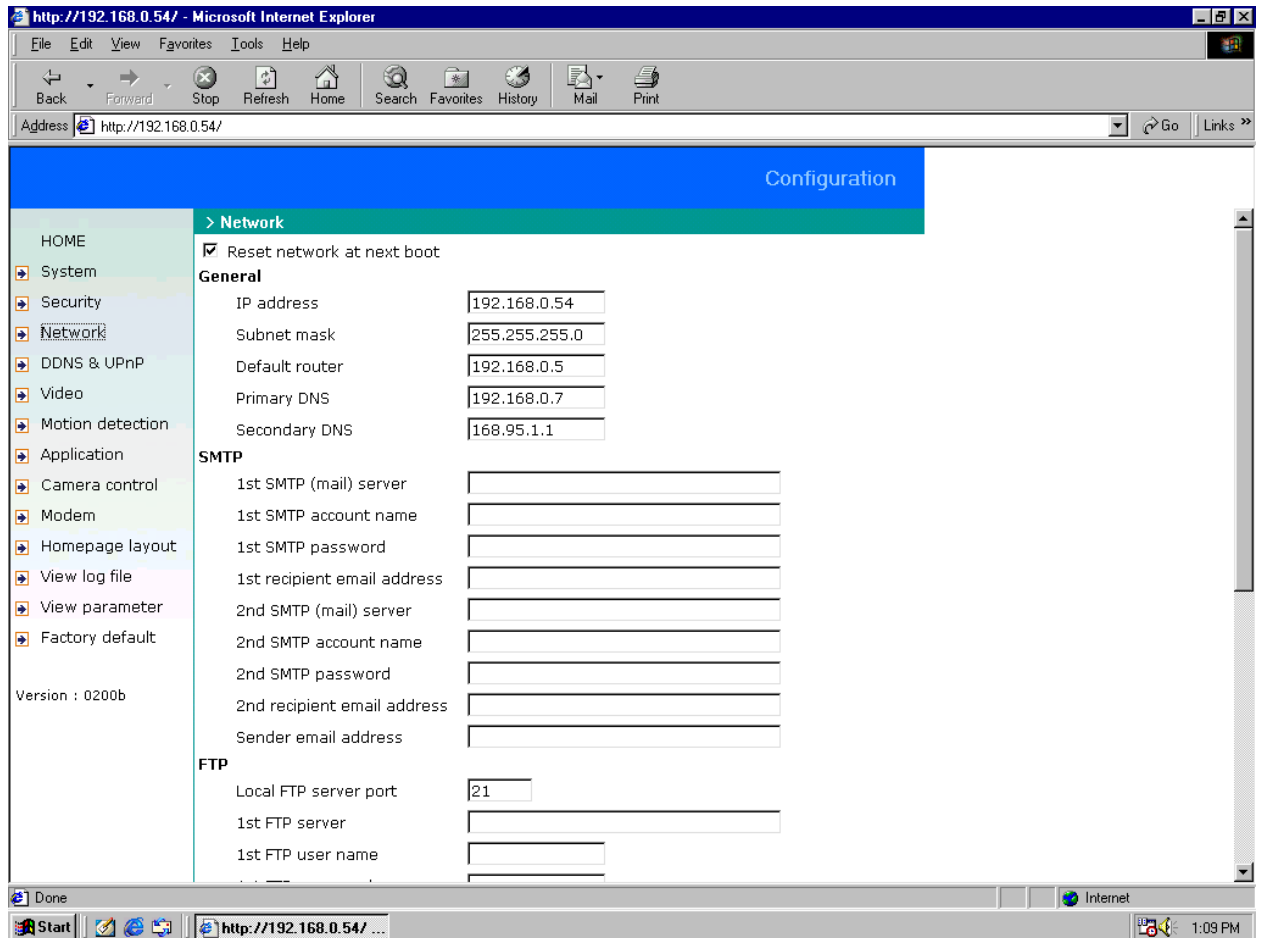 http://192.168.0.54/ - Microsoft Internet Explorer
File Edit View Favorites Tools Help
Back Forward Stop Refresh Home Search Favorites History Mail Print
Address http://192.168.0.54/ Go Links »
Configuration
HOME
System
Security
Network
DDNS & UPnP
Video
Motion detection
Application
Camera control
Modem
Homepage layout
View log file
View parameter
Factory default
Version : 0200b
> Network
Reset network at next boot
General
IP address 192.168.0.54
Subnet mask 255.255.255.0
Default router 192.168.0.5
Primary DNS 192.168.0.7
Secondary DNS 168.95.1.1
SMTP
1st SMTP (mail) server
1st SMTP account name
1st SMTP password
1st recipient email address
2nd SMTP (mail) server
2nd SMTP account name
2nd SMTP password
2nd recipient email address
Sender email address
FTP
Local FTP server port 21
1st FTP server
1st FTP user name
Done Internet
Start http://192.168.0.54/ ... 1:09 PM